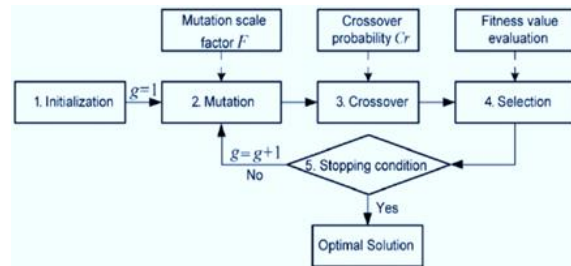 Mutation scale
factor F
Crossover
probability Cr
Fitness value
evaluation
1. Initialization
g=1
2. Mutation
3. Crossover
4. Selection
g=g+1
No
5. Stopping condition
Yes
Optimal Solution